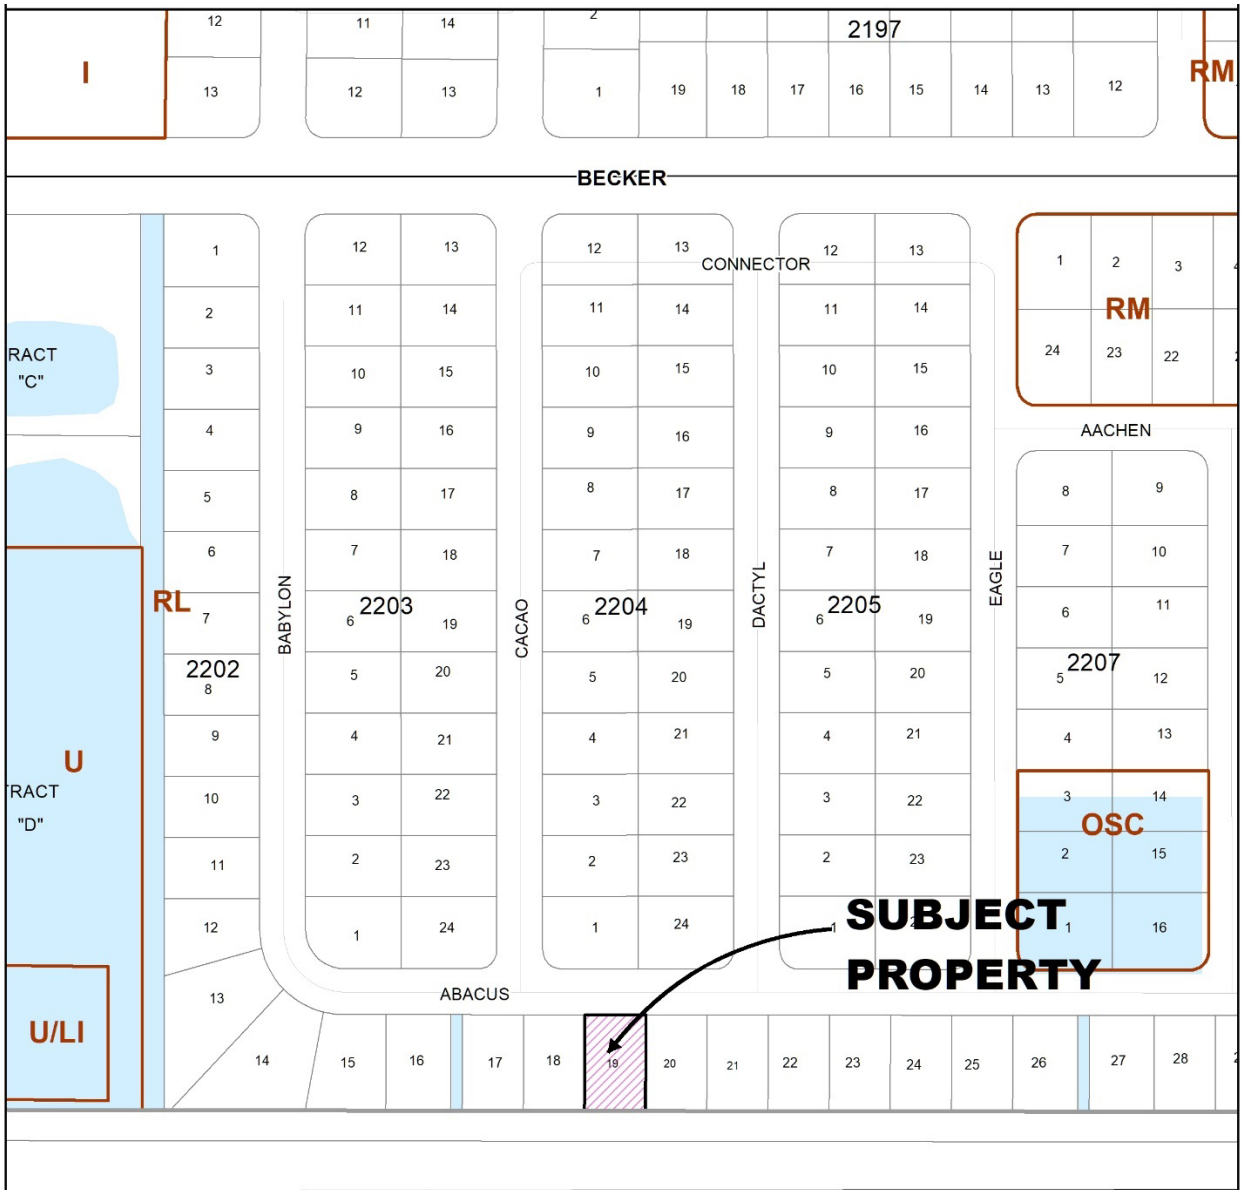 12 11 14 2 2197
I RM
13 12 13 1 19 18 17 16 15 14 13 12
BECKER
1 12 13 12 13 12 13 1 2 3
CONNECTOR
2 11 14 11 14 11 14 RM
RACT
"C"
3 10 15 10 15 10 15 24 23 22
4 9 16 9 16 9 16 AACHEN
5 8 17 8 17 8 17 8 9
6 7 18 7 18 7 18 7 10
BABYLON CACAO DACTYL EAGLE
RL 2203 2204 2205
7 6 19 6 19 6 19 6 11
2202 2207
8 5 20 5 20 5 20 5 12
9 4 21 4 21 4 21 4 13
U
TRACT
"D"
10 3 22 3 22 3 22 3 14
OSC
11 2 23 2 23 2 23 2 15
12 1 24 1 24 1 1 16
SUBJECT
PROPERTY
13 ABACUS
U/LI
14 15 16 17 18 19 20 21 22 23 24 25 26 27 28